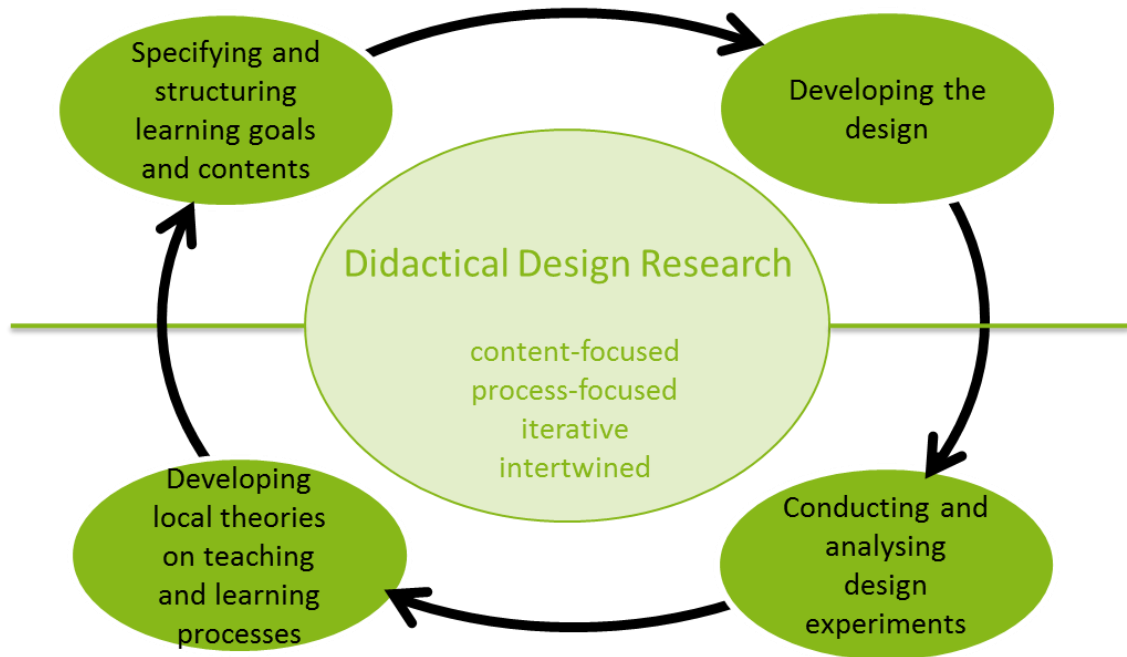 Specifying and
structuring
learning goals
and contents
Developing the
design
Didactical Design Research
content-focused
process-focused
iterative
intertwined
Developing
local theories
on teaching
and learning
processes
Conducting and
analysing
design
experiments